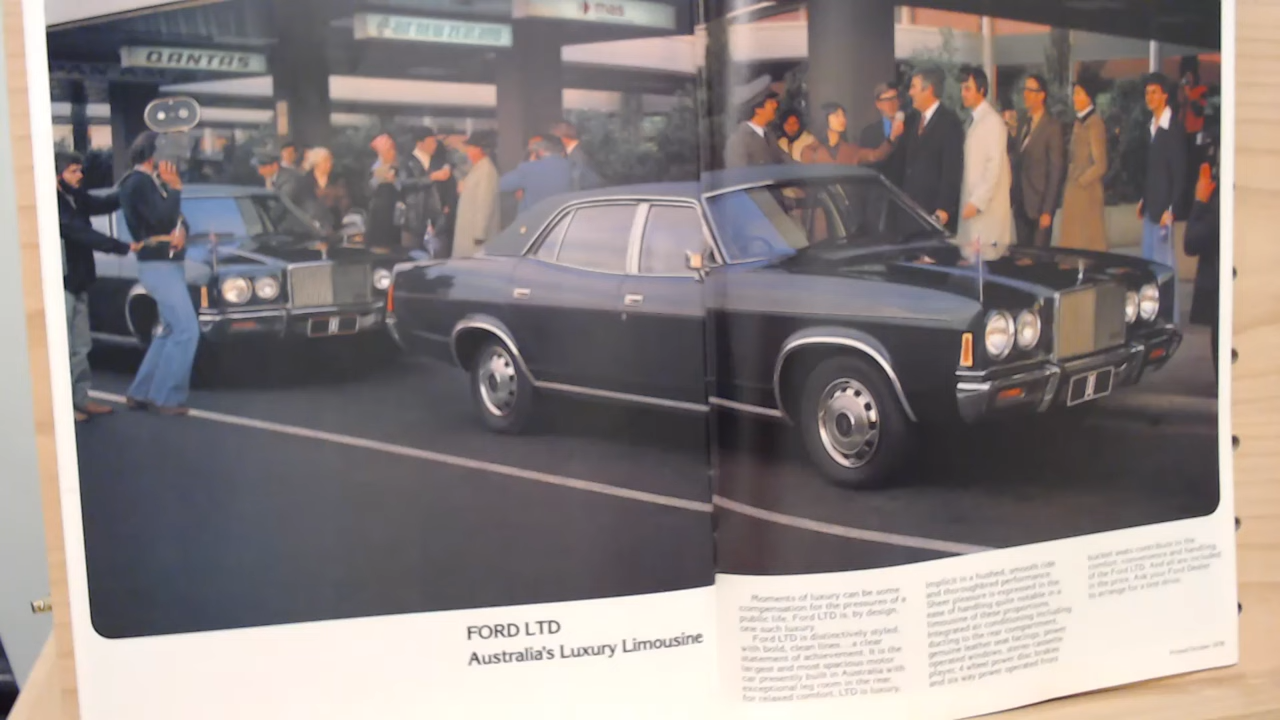 QANTAS
AIR NEW ZEALAND
mas
FORD LTD
Australia's Luxury Limousine
Moments of luxury can be some
compensation for the pressures of a
public life. Ford LTD is, by design,
one such luxury.
Ford LTD is distinctively styled,
with bold, clean lines... a clear
statement of achievement. It is the
largest and most spacious motor
car presently built in Australia with
exceptional leg room in the rear
for relaxed comfort. LTD is luxury,
implicit in a hushed, smooth ride
and thoroughbred performance.
Sheer pleasure is expressed in the
ease of handling quite notable in a
limousine of these proportions.
Integrated air conditioning including
ducting to the rear compartment,
genuine leather seat facings, power
operated windows, stereo cassette
player, 4 wheel power disc brakes
and six way power operated front
bucket seats contribute to the
comfort, convenience and handling
of the Ford LTD. And all are included
in the price. Ask your Ford Dealer
to arrange for a test drive.